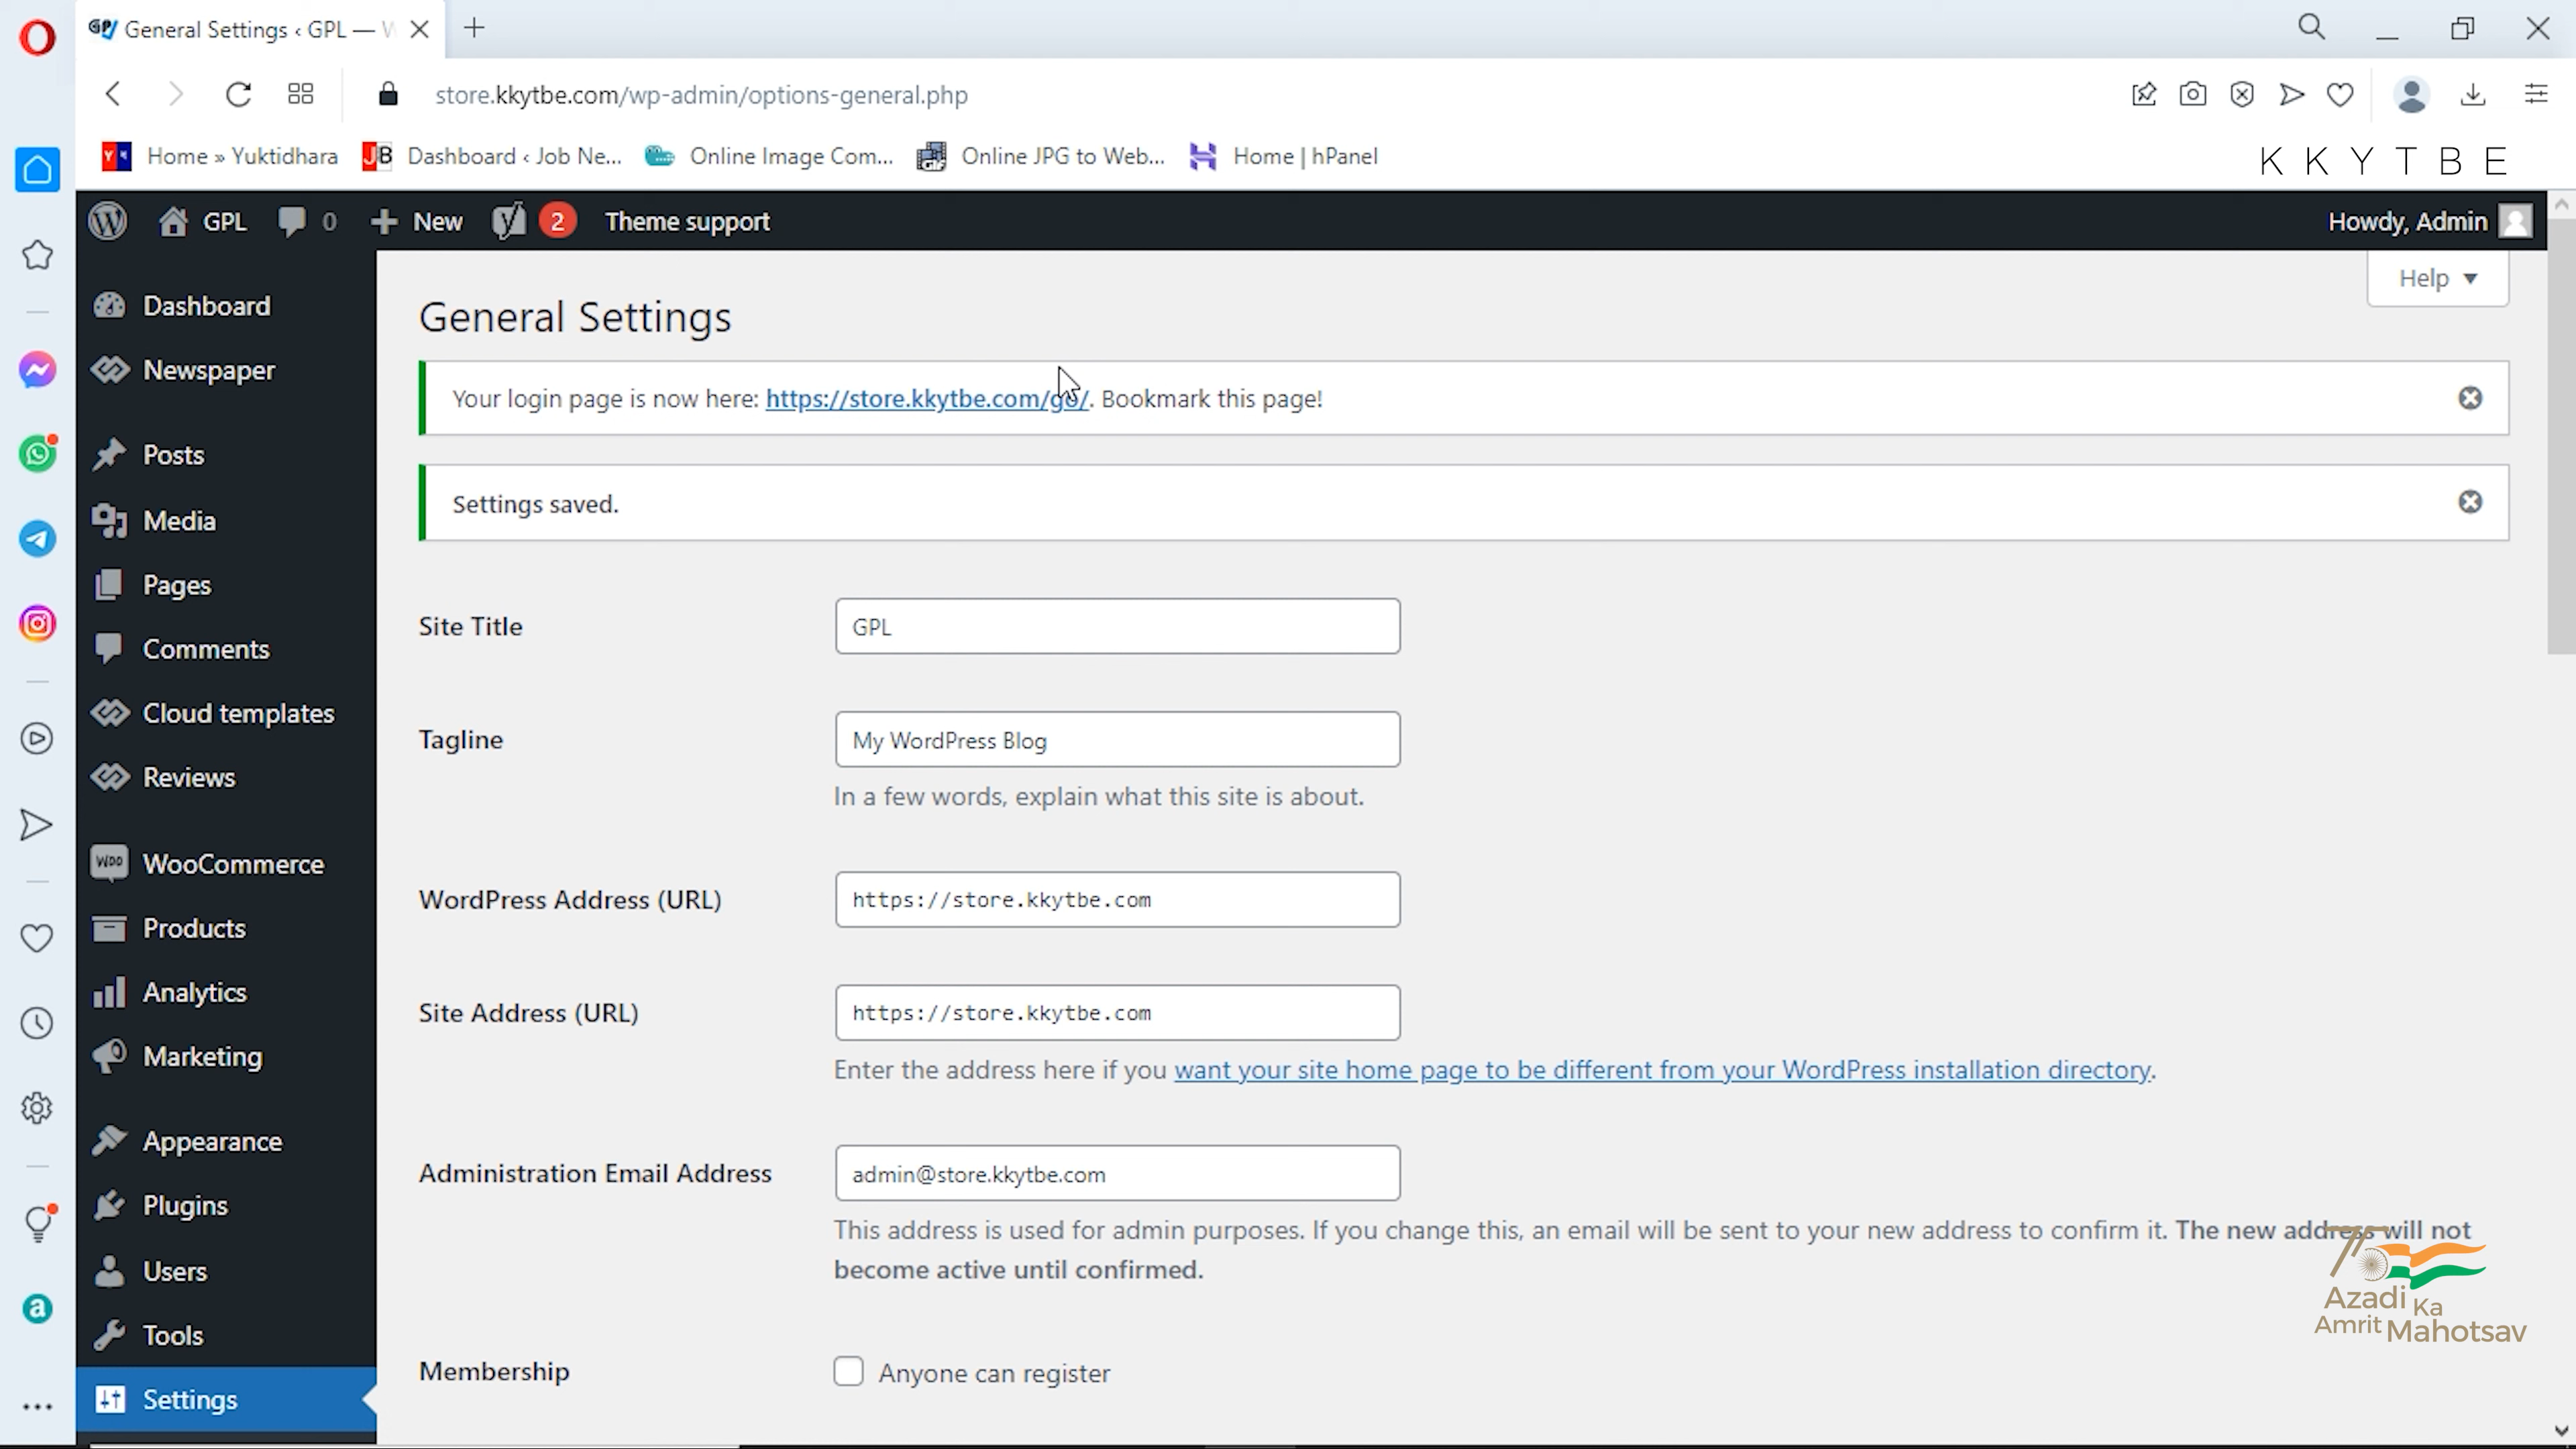 General Settings ‹ GPL — W
store.kkytbe.com/wp-admin/options-general.php
Home » Yuktidhara
JB
Dashboard ‹ Job Ne...
Online Image Com...
Online JPG to Web...
Home | hPanel
KKYTBE
GPL
0
New
2
Theme support
Howdy, Admin
Help
Dashboard
Newspaper
Posts
Media
Pages
Comments
Cloud templates
Reviews
WooCommerce
Products
Analytics
Marketing
Appearance
Plugins
Users
Tools
Settings
General Settings
Your login page is now here: https://store.kkytbe.com/go/. Bookmark this page!
Settings saved.
Site Title
GPL
Tagline
My WordPress Blog
In a few words, explain what this site is about.
WordPress Address (URL)
https://store.kkytbe.com
Site Address (URL)
https://store.kkytbe.com
Enter the address here if you want your site home page to be different from your WordPress installation directory.
Administration Email Address
admin@store.kkytbe.com
This address is used for admin purposes. If you change this, an email will be sent to your new address to confirm it. The new address will not
become active until confirmed.
Membership
Anyone can register
75
Azadi Ka
Amrit Mahotsav